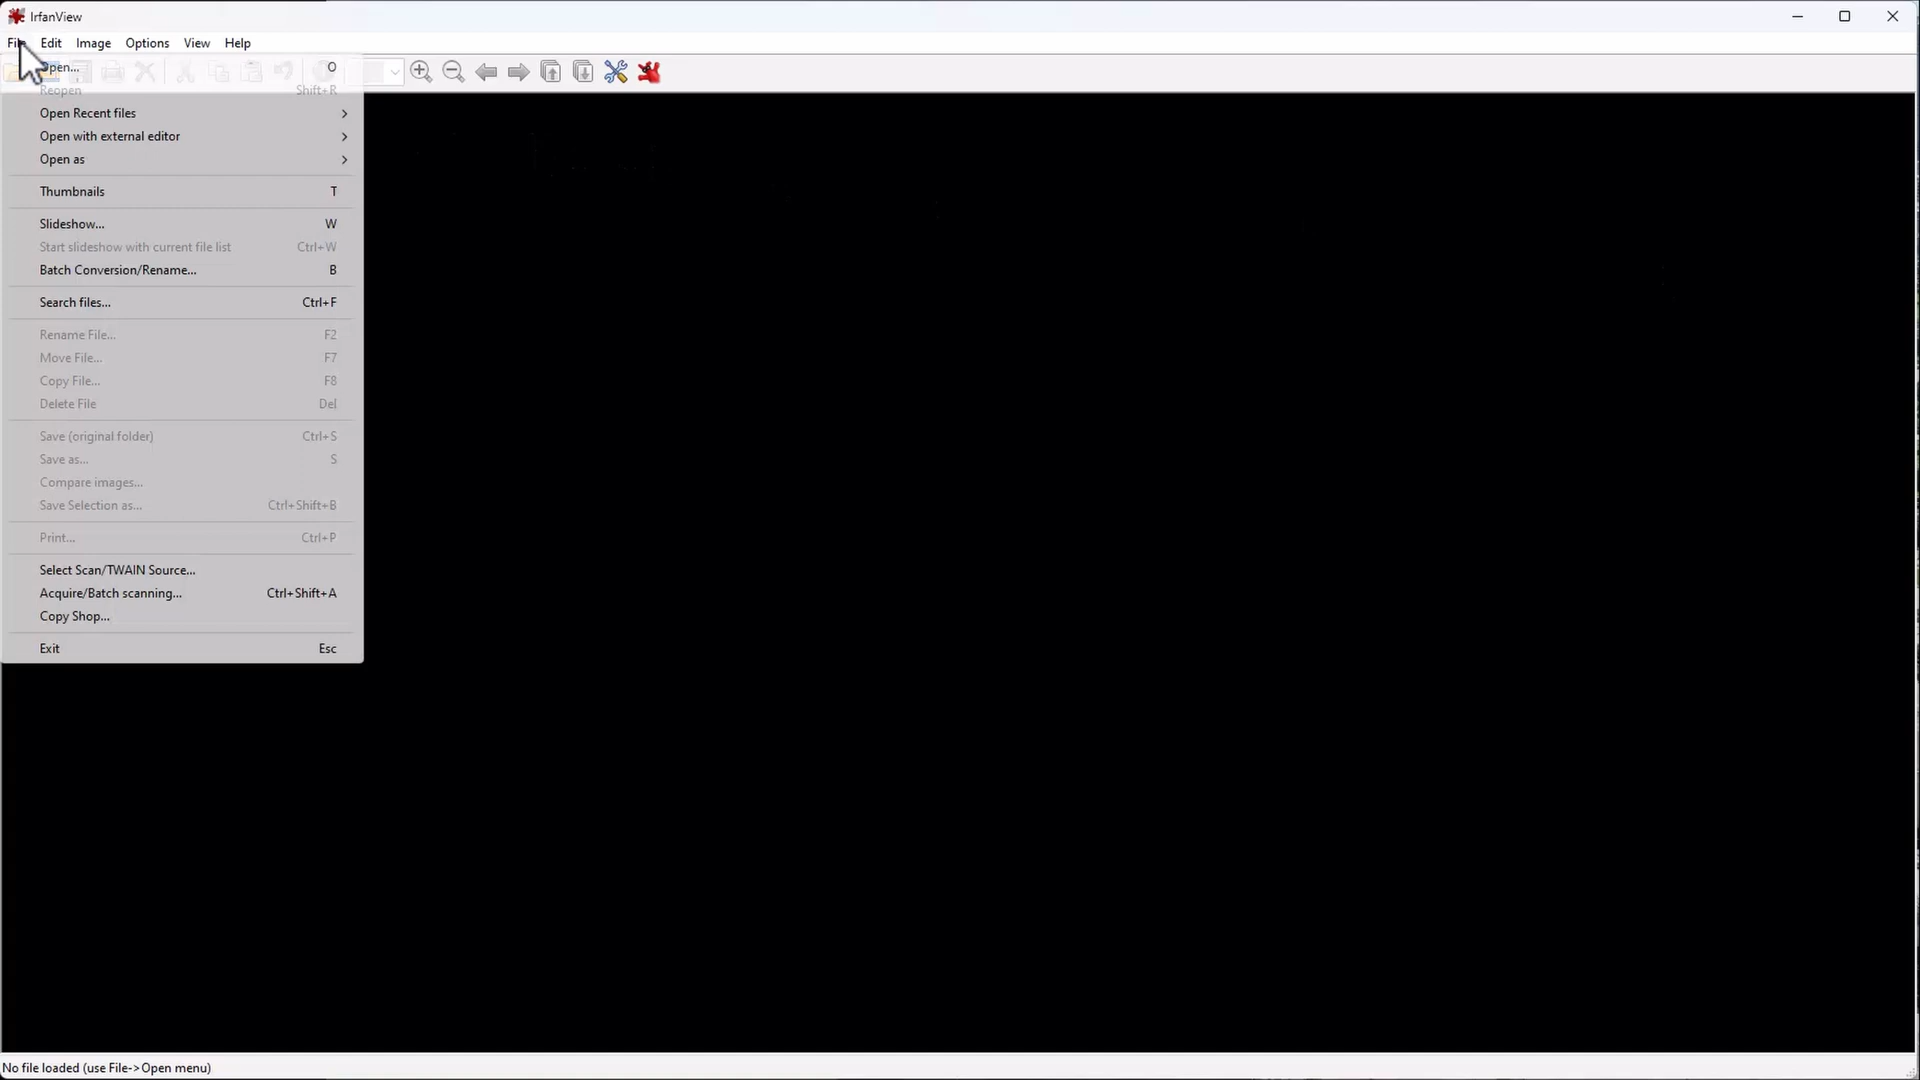 IrfanView
File Edit Image Options View Help
Open... O
Reopen Shift+R
Open Recent files
Open with external editor
Open as
Thumbnails T
Slideshow... W
Start slideshow with current file list Ctrl+W
Batch Conversion/Rename... B
Search files... Ctrl+F
Rename File... F2
Move File... F7
Copy File... F8
Delete File Del
Save (original folder) Ctrl+S
Save as... S
Compare images...
Save Selection as... Ctrl+Shift+B
Print... Ctrl+P
Select Scan/TWAIN Source...
Acquire/Batch scanning... Ctrl+Shift+A
Copy Shop...
Exit Esc
No file loaded (use File->Open menu)